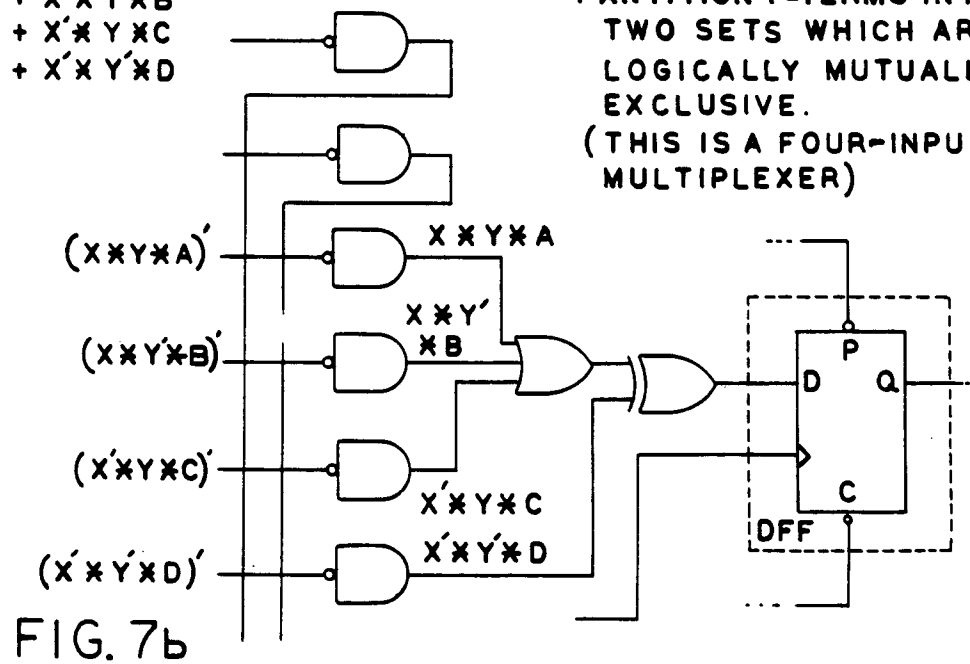 + X'* Y *C
+ X'* Y'*D
TWO SETS WHICH AR
LOGICALLY MUTUALL
EXCLUSIVE.
(THIS IS A FOUR-INPU
MULTIPLEXER)
(X*Y*A)'
X*Y*A
(X*Y'*B)'
X*Y'
*B
(X'*Y*C)'
X'*Y*C
(X'*Y'*D)'
X'*Y'*D
P
D
Q
C
DFF
FIG. 7b